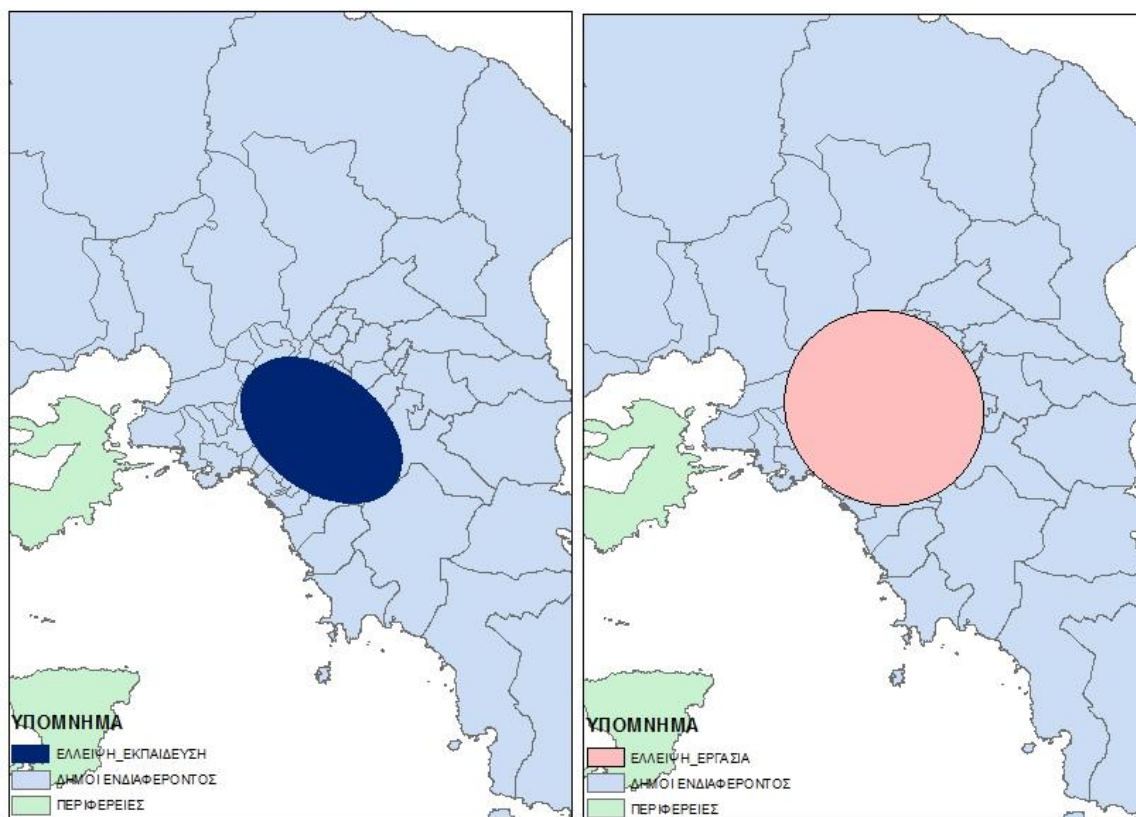 ΥΠΟΜΝΗΜΑ
ΕΛΛΕΙΨΗ_ΕΚΠΑΙΔΕΥΣΗ
ΔΗΜΟΙ ΕΝΔΙΑΦΕΡΟΝΤΟΣ
ΠΕΡΙΦΕΡΕΙΕΣ
ΥΠΟΜΝΗΜΑ
ΕΛΛΕΙΨΗ_ΕΡΓΑΣΙΑ
ΔΗΜΟΙ ΕΝΔΙΑΦΕΡΟΝΤΟΣ
ΠΕΡΙΦΕΡΕΙΕΣ